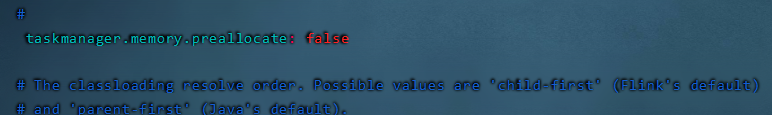 #
taskmanager.memory.preallocate: false
# The classloading resolve order. Possible values are 'child-first' (Flink's default)
# and 'parent-first' (Java's default).